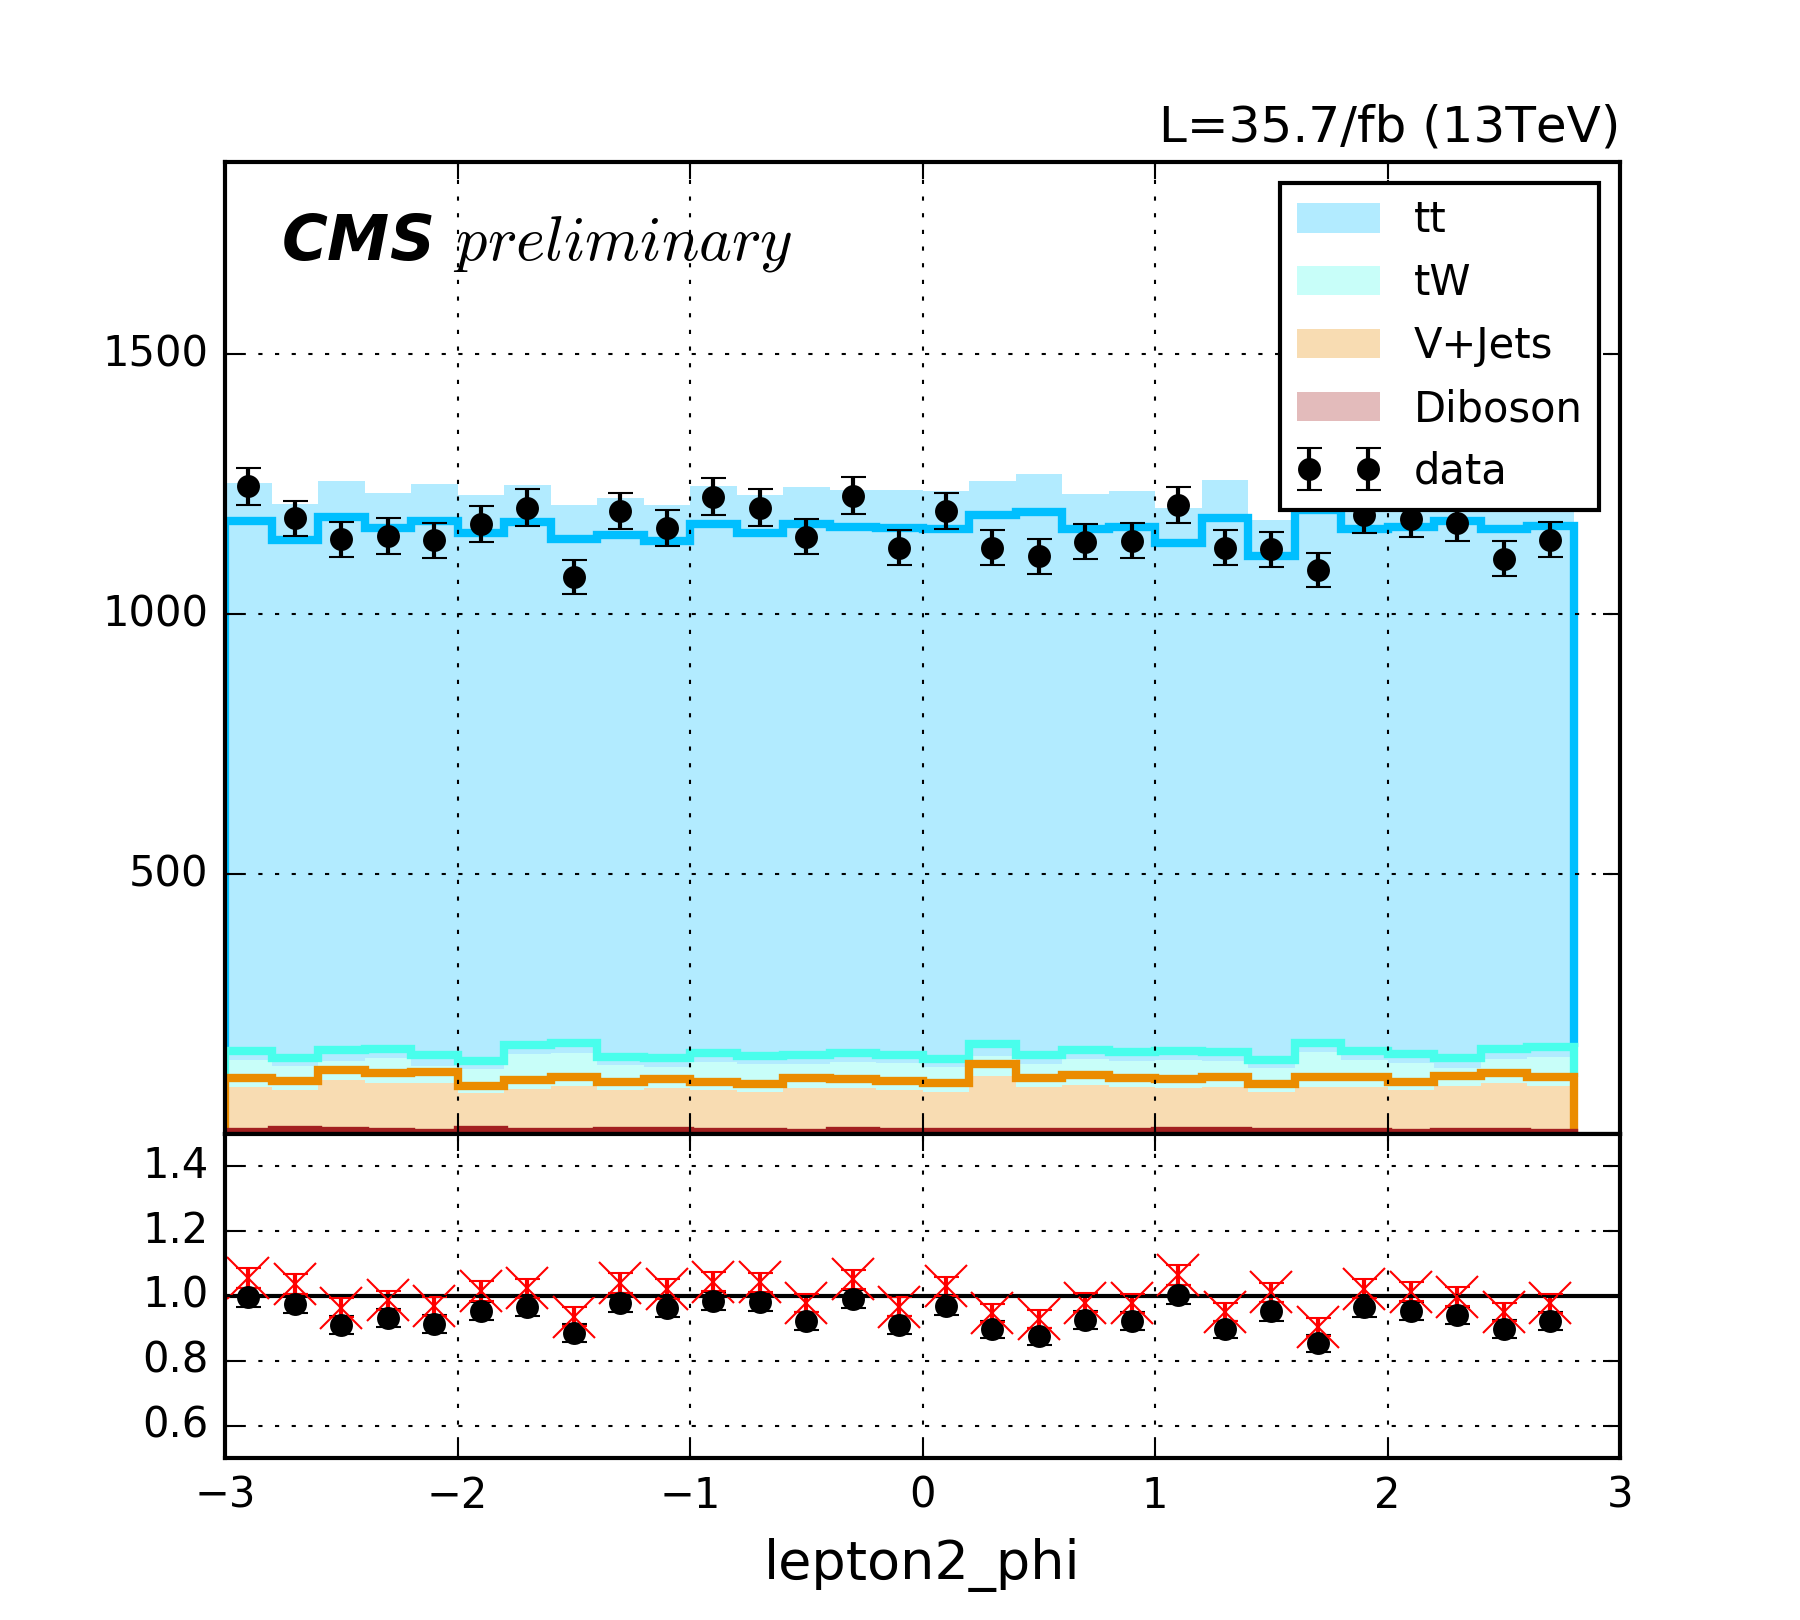 L=35.7/fb (13TeV)
CMS preliminary
tt
tW
V+Jets
Diboson
data
1500
1000
500
1.4
1.2
1.0
0.8
0.6
−3 −2 −1 0 1 2 3
lepton2_phi